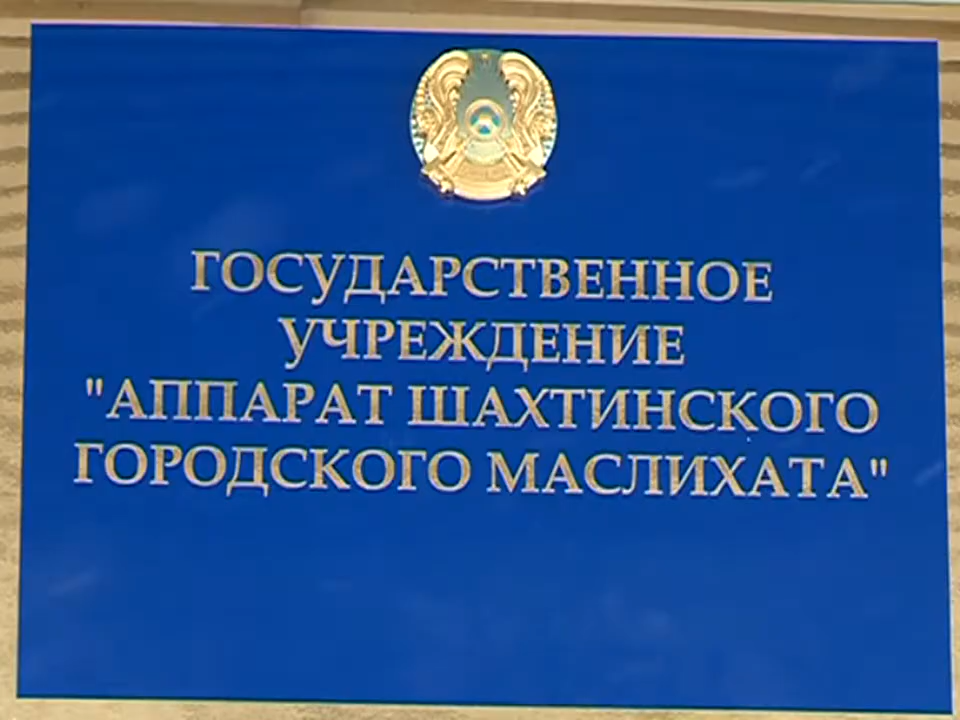 ГОСУДАРСТВЕННОЕ
УЧРЕЖДЕНИЕ
"АППАРАТ ШАХТИНСКОГО
ГОРОДСКОГО МАСЛИХАТА"